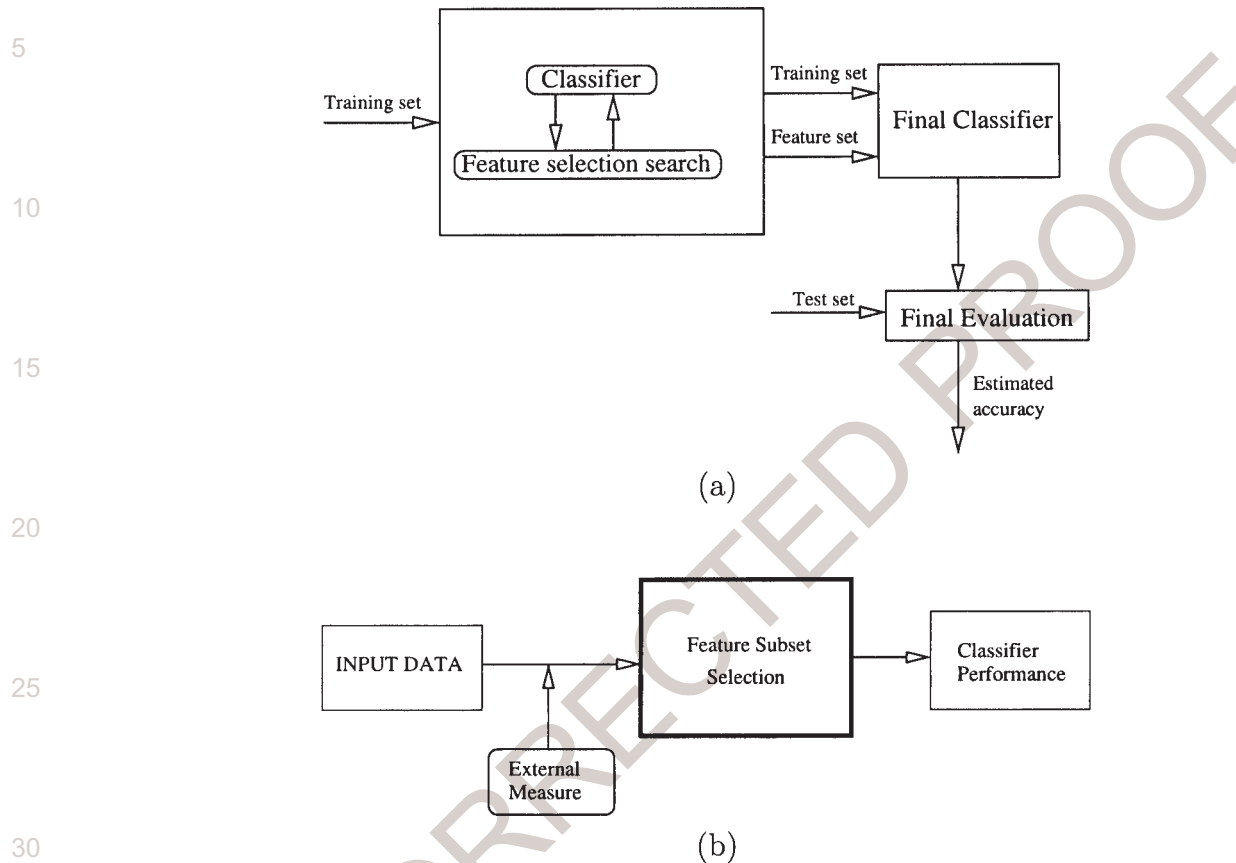 5
Classifier
Training set
Training set
Final Classifier
Feature set
Feature selection search
10
Test set
Final Evaluation
15
Estimated
accuracy
(a)
20
Feature Subset
Selection
INPUT DATA
Classifier
Performance
25
External
Measure
(b)
30
RRECTED PROOF